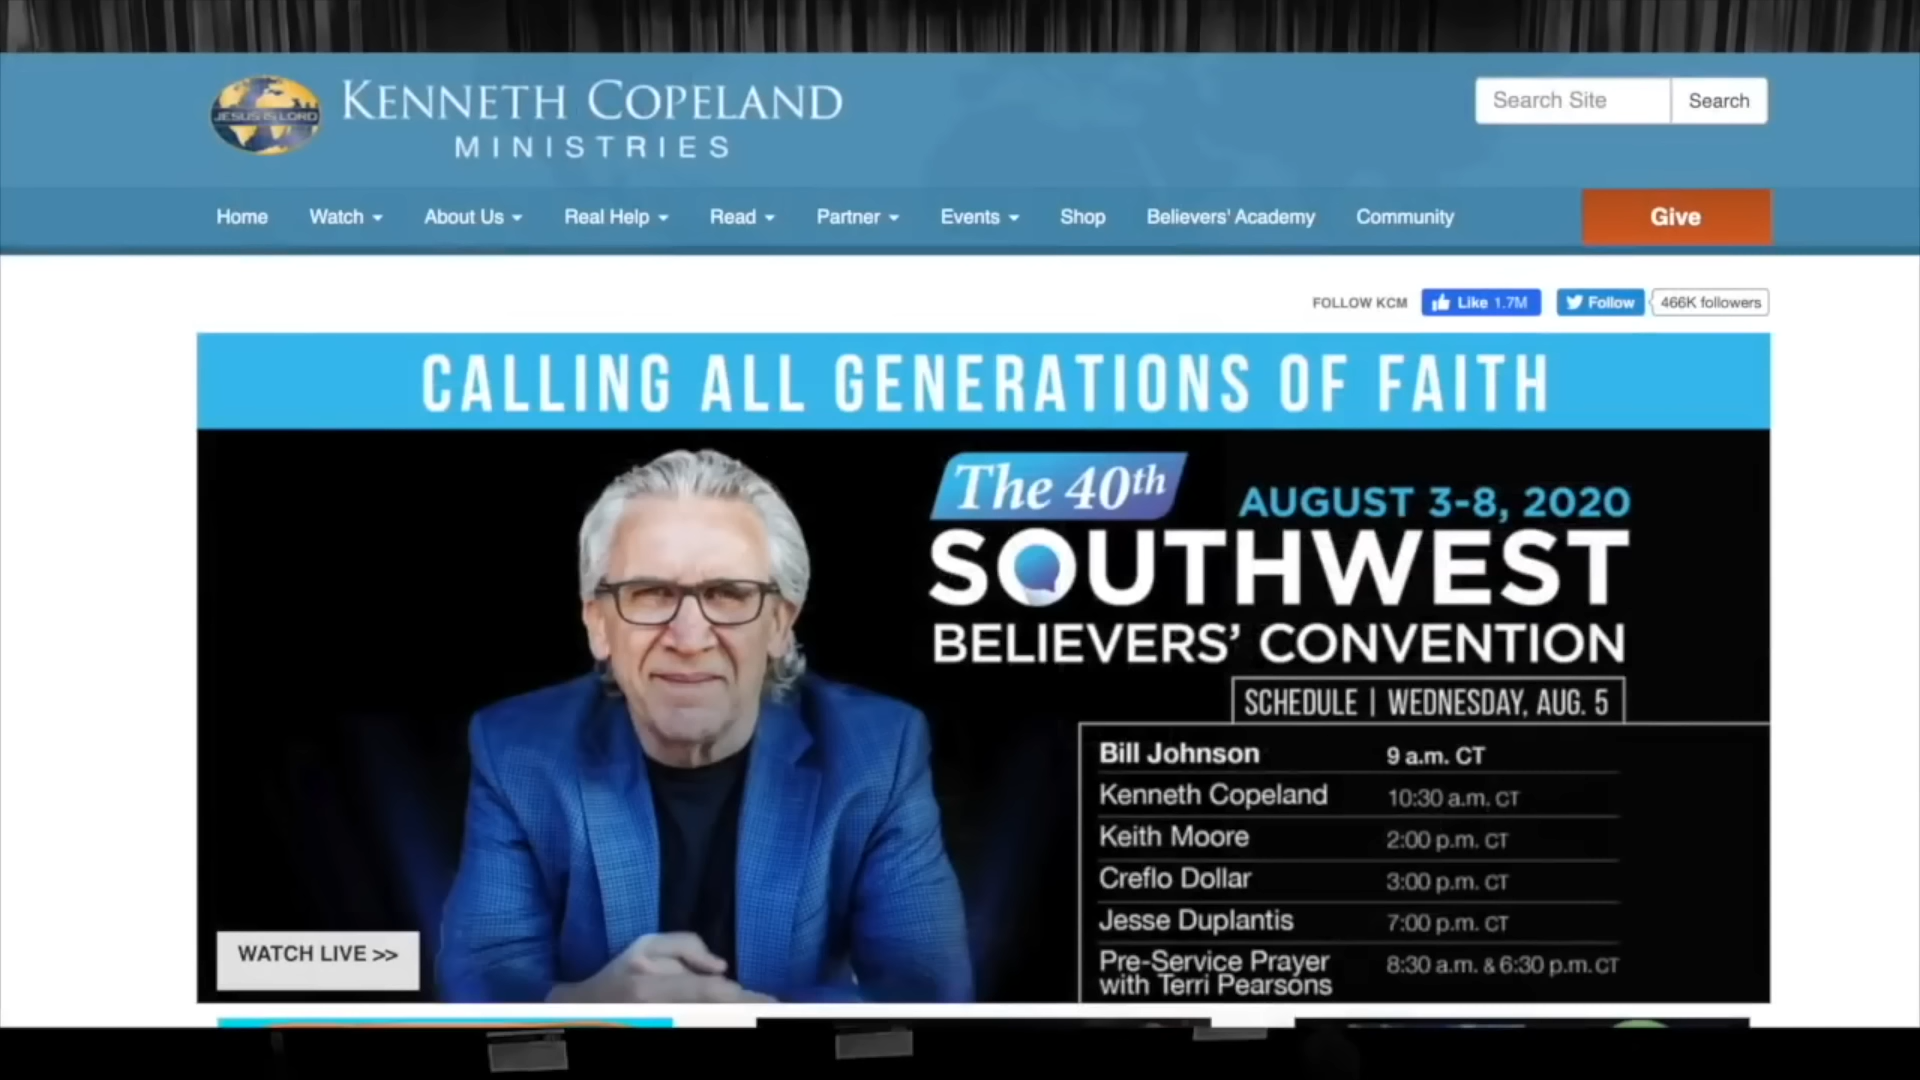 JESUS IS LORD
KENNETH COPELAND
MINISTRIES
Search Site
Search
Home
Watch
About Us
Real Help
Read
Partner
Events
Shop
Believers' Academy
Community
Give
FOLLOW KCM
Like 1.7M
Follow
466K followers
CALLING ALL GENERATIONS OF FAITH
The 40th
AUGUST 3-8, 2020
SOUTHWEST
BELIEVERS' CONVENTION
SCHEDULE | WEDNESDAY, AUG. 5
Bill Johnson 9 a.m. CT
Kenneth Copeland 10:30 a.m. CT
Keith Moore 2:00 p.m. CT
Creflo Dollar 3:00 p.m. CT
Jesse Duplantis 7:00 p.m. CT
Pre-Service Prayer 8:30 a.m. & 6:30 p.m. CT
with Terri Pearsons
WATCH LIVE >>